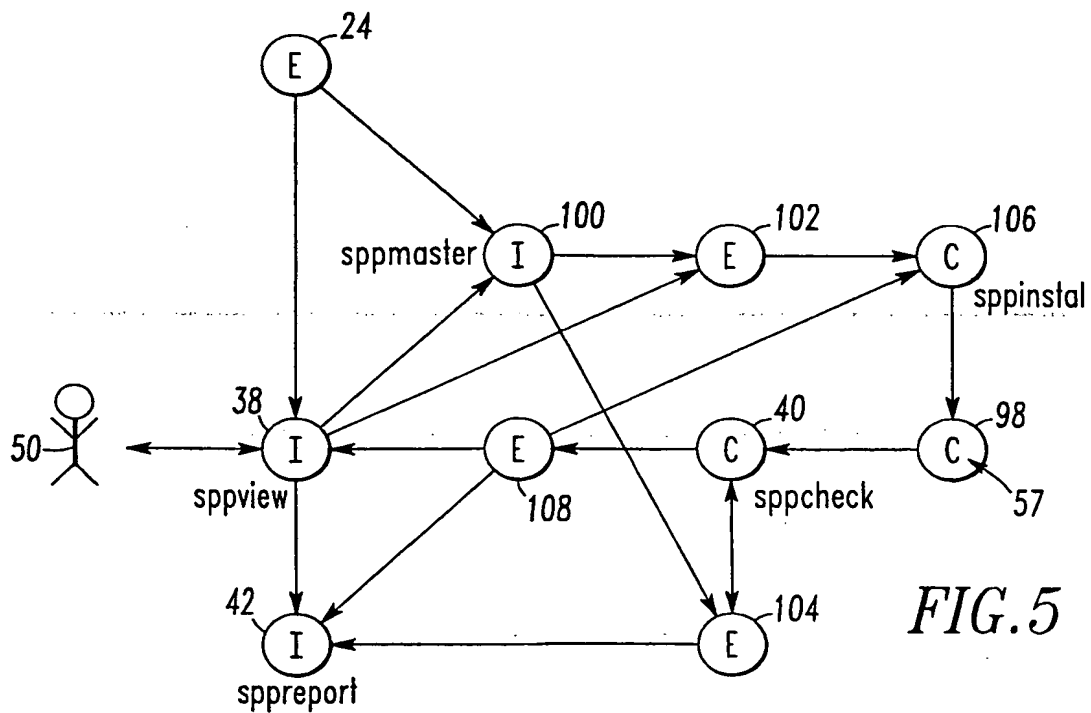 24
E
100
102
106
sppmaster
I
E
C
sppinstal
38
40
98
50
I
E
C
C
sppview
108
sppcheck
57
42
104
I
E
sppreport
FIG.5